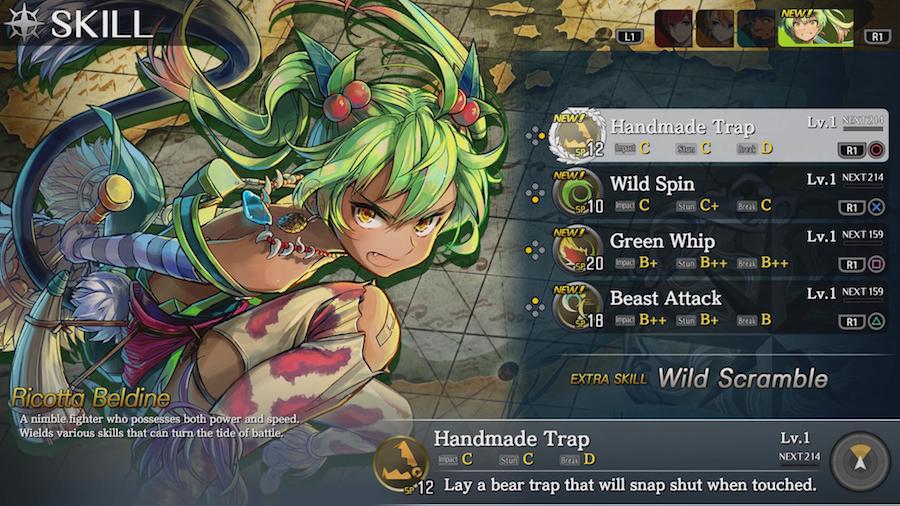 SKILL
L1
NEW!
R1
NEW!
Handmade Trap
Lv.1 NEXT 214
SP 12 Impact C Stun C Break D
R1
NEW!
Wild Spin
Lv.1 NEXT 214
SP 10 Impact C Stun C+ Break C
R1
NEW!
Green Whip
Lv.1 NEXT 159
SP 20 Impact B+ Stun B++ Break B++
R1
NEW!
Beast Attack
Lv.1 NEXT 159
SP 18 Impact B++ Stun B+ Break B
R1
EXTRA SKILL Wild Scramble
Ricotta Beldine
A nimble fighter who possesses both power and speed.
Wields various skills that can turn the tide of battle.
Handmade Trap
Lv.1
Impact C Stun C Break D
NEXT 214
SP 12
Lay a bear trap that will snap shut when touched.